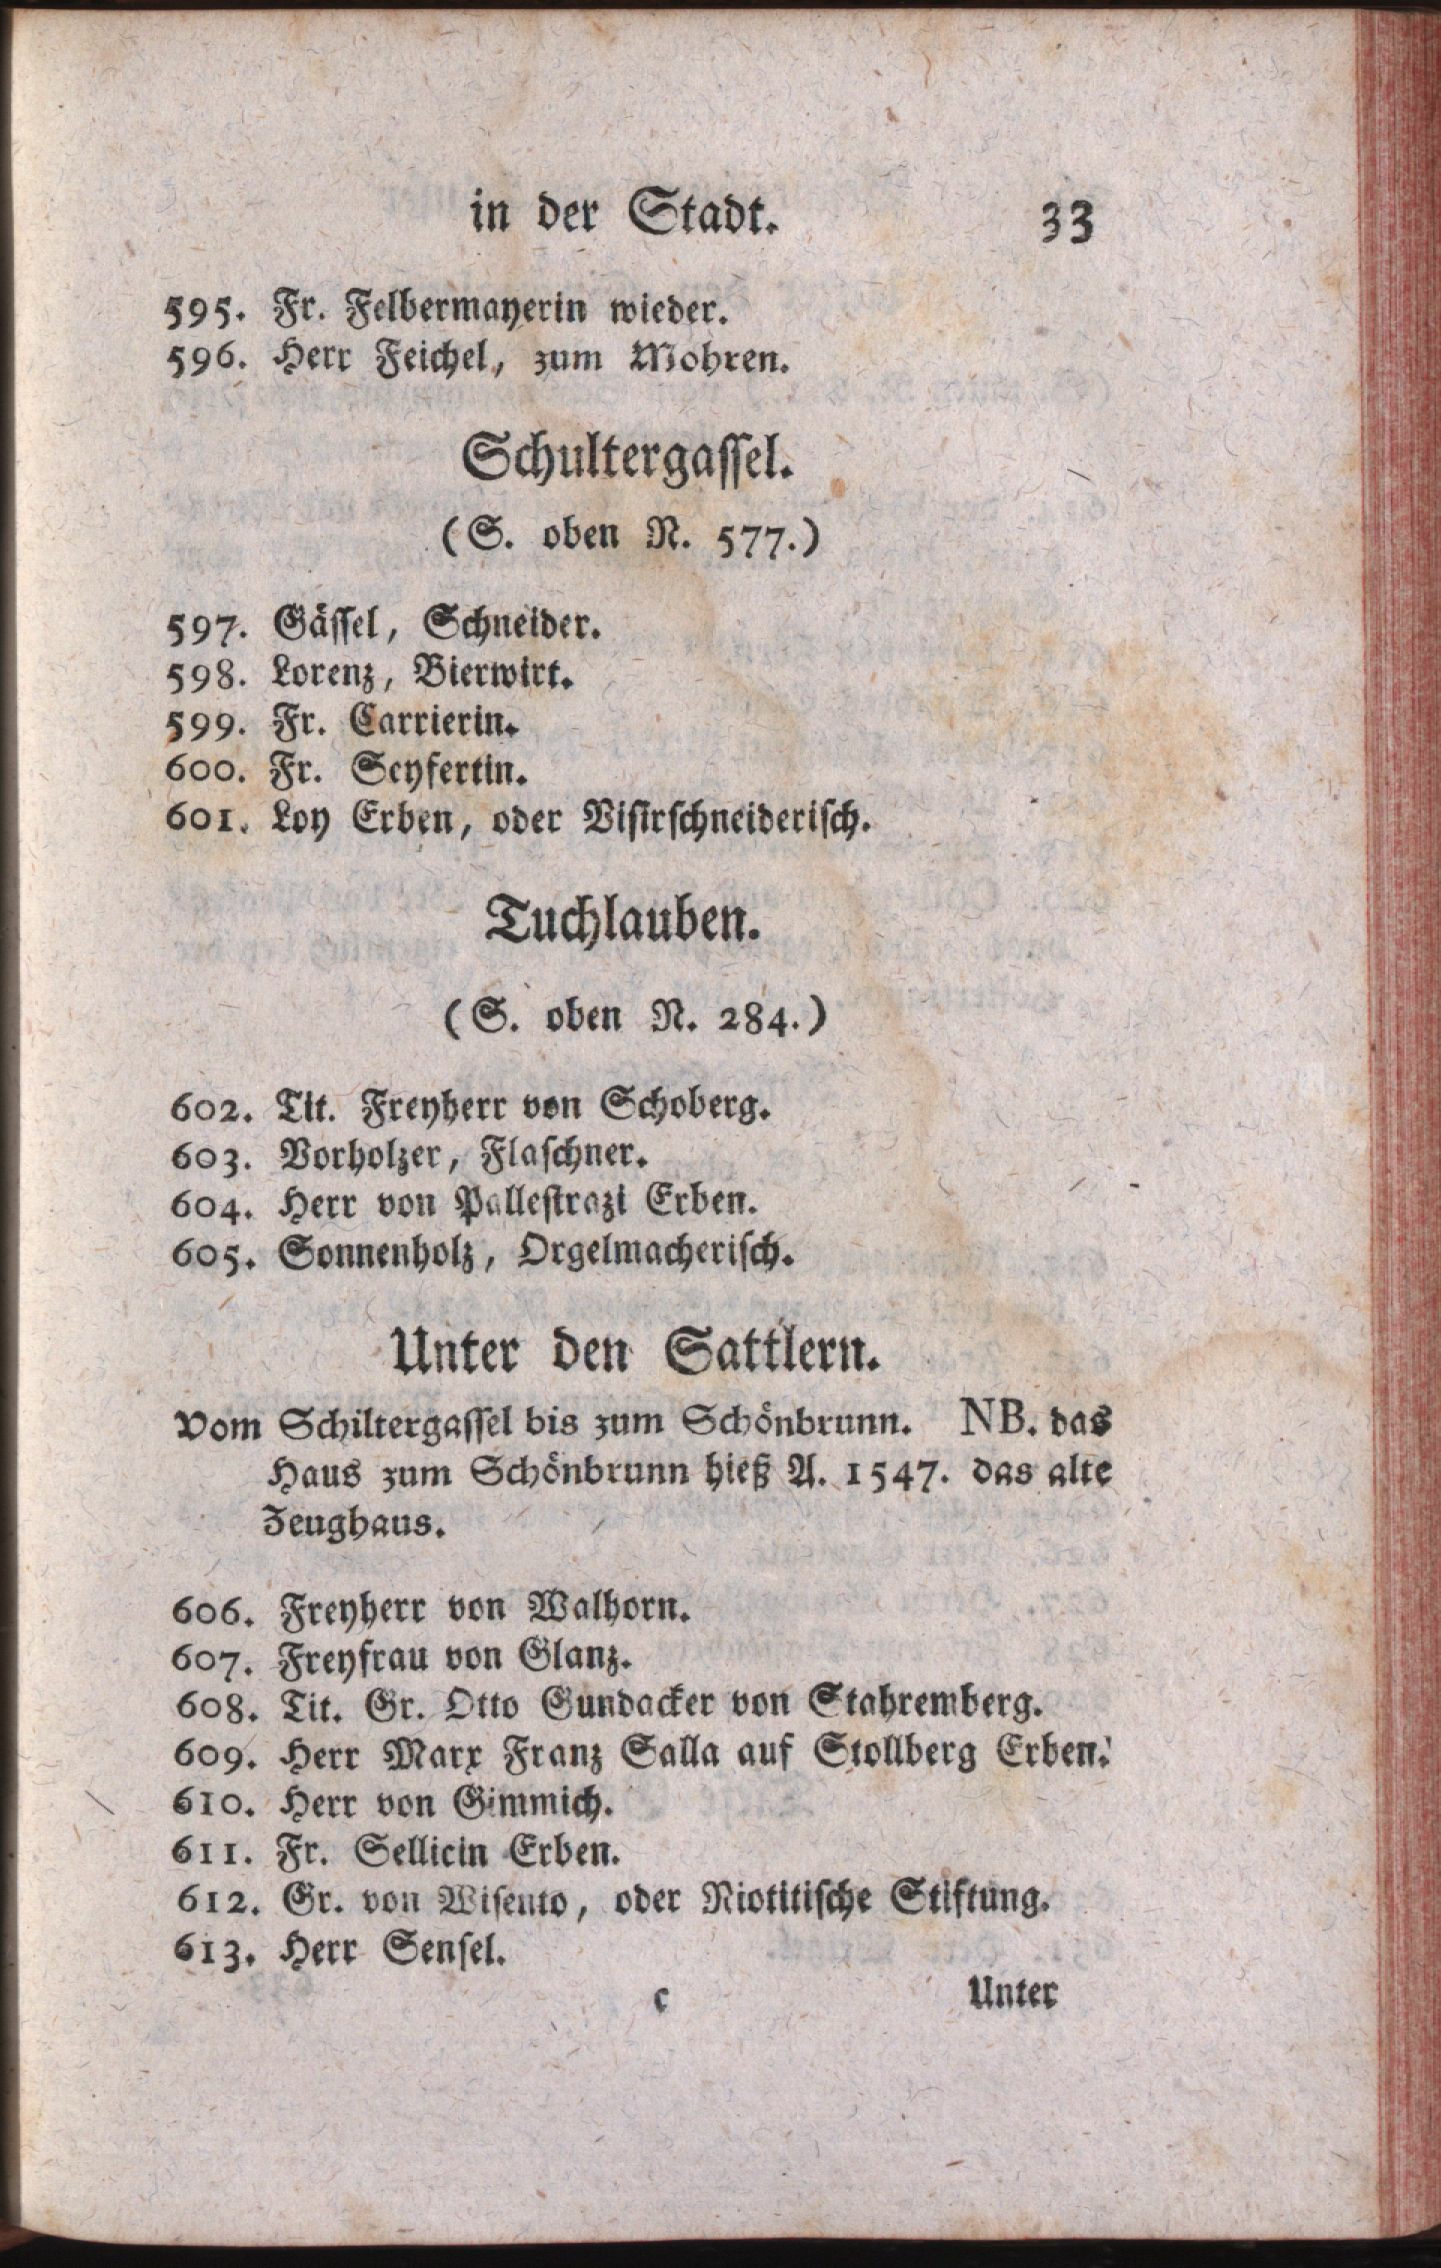 in der Stadt. 33
595. Fr. Felbermayerin wieder.
596. Herr Feichel, zum Mohren.
Schultergassel.
(S. oben N. 577.)
597. Gässel, Schneider.
598. Lorenz, Bierwirt.
599. Fr. Carrierin.
600. Fr. Seyfertin.
601. Loy Erben, oder Visirschneiderisch.
Tuchlauben.
(S. oben N. 284.)
602. Tit. Freyherr von Schoberg.
603. Vorholzer, Flaschner.
604. Herr von Pallestrazi Erben.
605. Sonnenholz, Orgelmacherisch.
Unter den Sattlern.
Vom Schiltergassel bis zum Schönbrunn. NB. das
Haus zum Schönbrunn hieß A. 1547. das alte
Zeughaus.
606. Freyherr von Walhorn.
607. Freyfrau von Glanz.
608. Tit. Gr. Otto Gundacker von Stahremberg.
609. Herr Marx Franz Salla auf Stollberg Erben.
610. Herr von Gimmich.
611. Fr. Sellicin Erben.
612. Gr. von Wisento, oder Riotitische Stiftung.
613. Herr Sensel.
c Unter